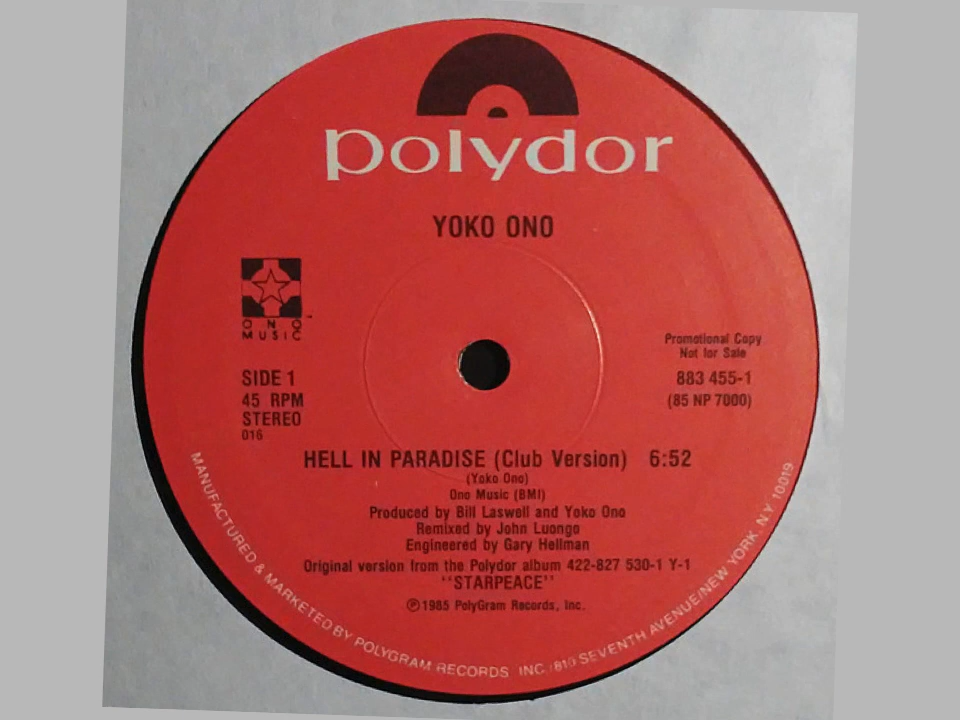 polydor
YOKO ONO
ONO
MUSIC
™
Promotional Copy
Not for Sale
SIDE 1
883 455-1
45 RPM
(85 NP 7000)
STEREO
016
HELL IN PARADISE (Club Version) 6:52
(Yoko Ono)
Ono Music (BMI)
Produced by Bill Laswell and Yoko Ono
Remixed by John Luongo
Engineered by Gary Hellman
Original version from the Polydor album 422-827 530-1 Y-1
"STARPEACE"
Ⓟ1985 PolyGram Records, Inc.
MANUFACTURED & MARKETED BY POLYGRAM RECORDS INC./810 SEVENTH AVENUE/NEW YORK, N.Y. 10019